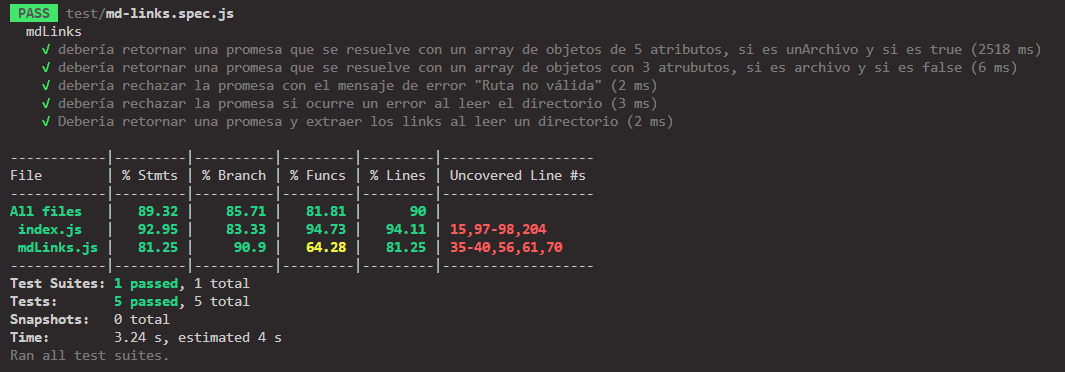 PASS test/md-links.spec.js
mdLinks
√ debería retornar una promesa que se resuelve con un array de objetos de 5 atributos, si es unArchivo y si es true (2518 ms)
√ debería retornar una promesa que se resuelve con un array de objetos con 3 atrubutos, si es archivo y si es false (6 ms)
√ debería rechazar la promesa con el mensaje de error "Ruta no válida" (2 ms)
√ debería rechazar la promesa si ocurre un error al leer el directorio (3 ms)
√ Deberia retornar una promesa y extraer los links al leer un directorio (2 ms)
------------|---------|----------|---------|---------|-------------------
File        | % Stmts | % Branch | % Funcs | % Lines | Uncovered Line #s
------------|---------|----------|---------|---------|-------------------
All files   |   89.32 |    85.71 |   81.81 |      90 |
 index.js   |   92.95 |    83.33 |   94.73 |   94.11 | 15,97-98,204
 mdLinks.js |   81.25 |     90.9 |   64.28 |   81.25 | 35-40,56,61,70
------------|---------|----------|---------|---------|-------------------
Test Suites: 1 passed, 1 total
Tests:       5 passed, 5 total
Snapshots:   0 total
Time:        3.24 s, estimated 4 s
Ran all test suites.